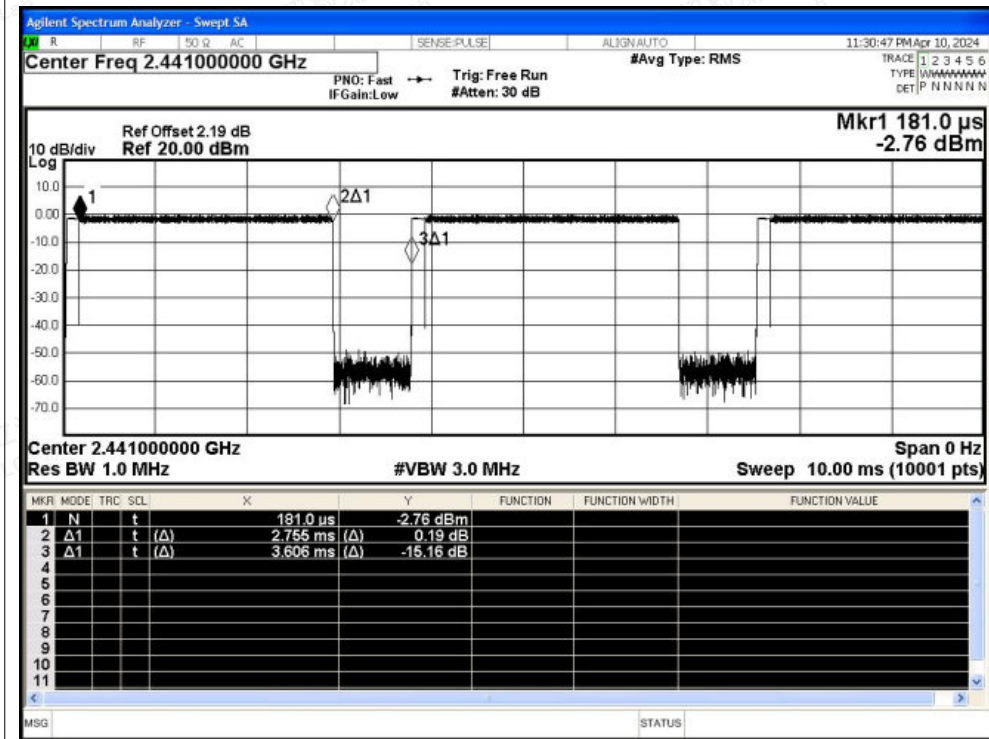 Agilent Spectrum Analyzer - Swept SA
LXI R RF 50 Ω AC SENSE:PULSE ALIGNAUTO 11:30:47 PM Apr 10, 2024
Center Freq 2.441000000 GHz #Avg Type: RMS TRACE 1 2 3 4 5 6
PNO: Fast Trig: Free Run TYPE WWWWWW
IFGain:Low #Atten: 30 dB DET P N N N N N
Mkr1 181.0 µs
Ref Offset 2.19 dB
10 dB/div Ref 20.00 dBm -2.76 dBm
Log
10.0
1
2Δ1
0.00
3Δ1
-10.0
-20.0
-30.0
-40.0
-50.0
-60.0
-70.0
Center 2.441000000 GHz Span 0 Hz
Res BW 1.0 MHz #VBW 3.0 MHz Sweep 10.00 ms (10001 pts)
MKR MODE TRC SCL X Y FUNCTION FUNCTION WIDTH FUNCTION VALUE
1 N t 181.0 µs -2.76 dBm
2 Δ1 t (Δ) 2.755 ms (Δ) 0.19 dB
3 Δ1 t (Δ) 3.606 ms (Δ) -15.16 dB
4
5
6
7
8
9
10
11
MSG STATUS